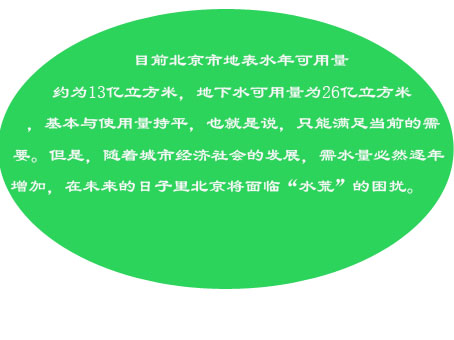 目前北京市地表水年可用量
约为13亿立方米，地下水可用量为26亿立方米
，基本与使用量持平，也就是说，只能满足当前的需
要。但是，随着城市经济社会的发展，需水量必然逐年
增加，在未来的日子里北京将面临“水荒”的困扰。